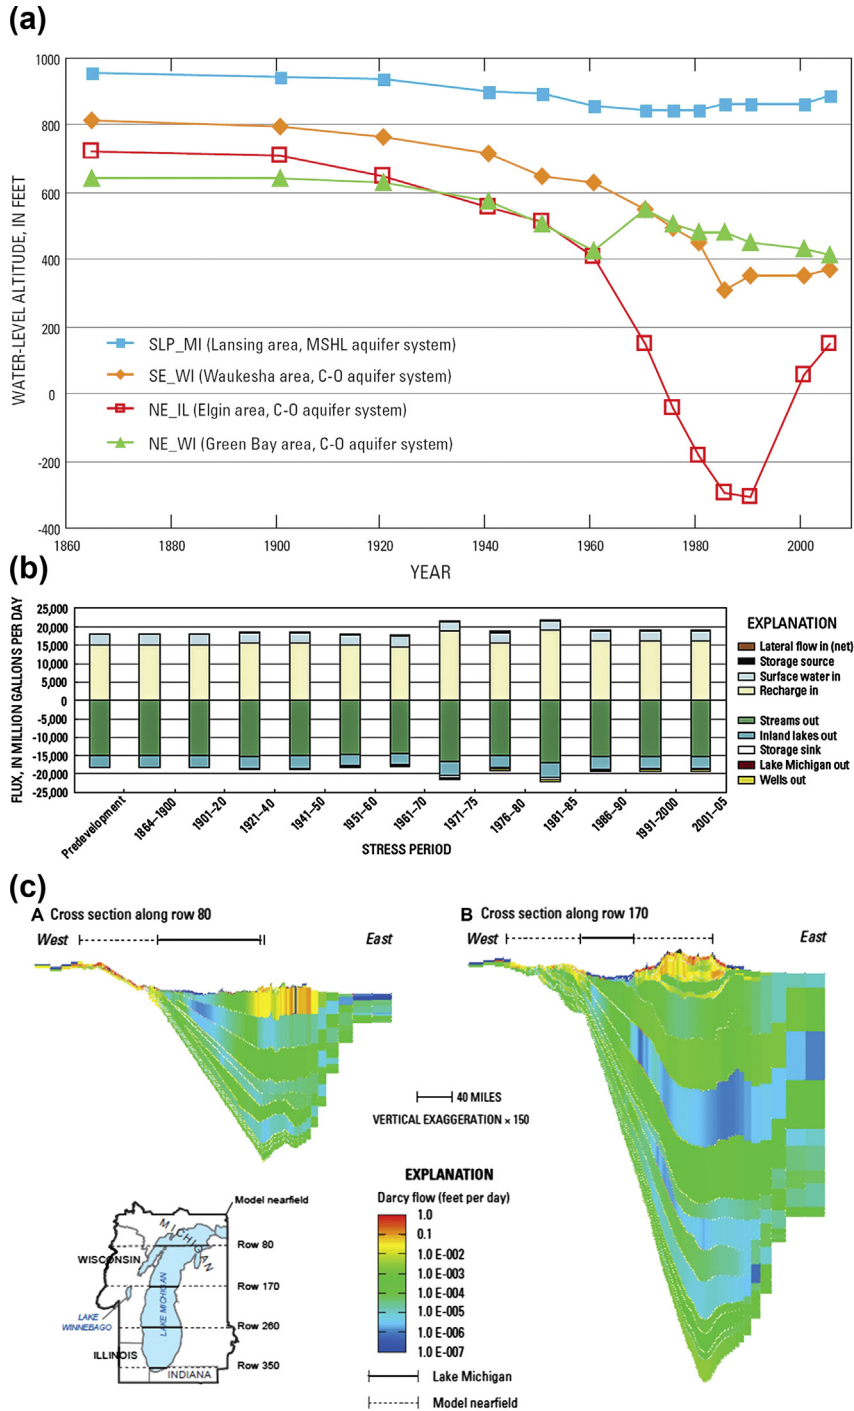 (a)
1000
800
600
400
200
0
-200
-400
WATER-LEVEL ALTITUDE, IN FEET
SLP_MI (Lansing area, MSHL aquifer system)
SE_WI (Waukesha area, C-O aquifer system)
NE_IL (Elgin area, C-O aquifer system)
NE_WI (Green Bay area, C-O aquifer system)
1860 1880 1900 1920 1940 1960 1980 2000
YEAR
(b)
FLUX, IN MILLION GALLONS PER DAY
25,000
20,000
15,000
10,000
5,000
0
-5,000
-10,000
-15,000
-20,000
-25,000
Predevelopment 1864–1900 1901–20 1921–40 1941–50 1951–60 1961–70 1971–75 1976–80 1981–85 1986–90 1991–2000 2001–05
STRESS PERIOD
EXPLANATION
Lateral flow in (net)
Storage source
Surface water in
Recharge in
Streams out
Inland lakes out
Storage sink
Lake Michigan out
Wells out
(c)
A Cross section along row 80
West East
B Cross section along row 170
West East
40 MILES
VERTICAL EXAGGERATION × 150
EXPLANATION
Darcy flow (feet per day)
1.0
0.1
1.0 E-002
1.0 E-003
1.0 E-004
1.0 E-005
1.0 E-006
1.0 E-007
Lake Michigan
Model nearfield
Model nearfield
MICHIGAN
Row 80
WISCONSIN
LAKE MICHIGAN
Row 170
LAKE
WINNEBAGO
Row 260
ILLINOIS
Row 350
INDIANA